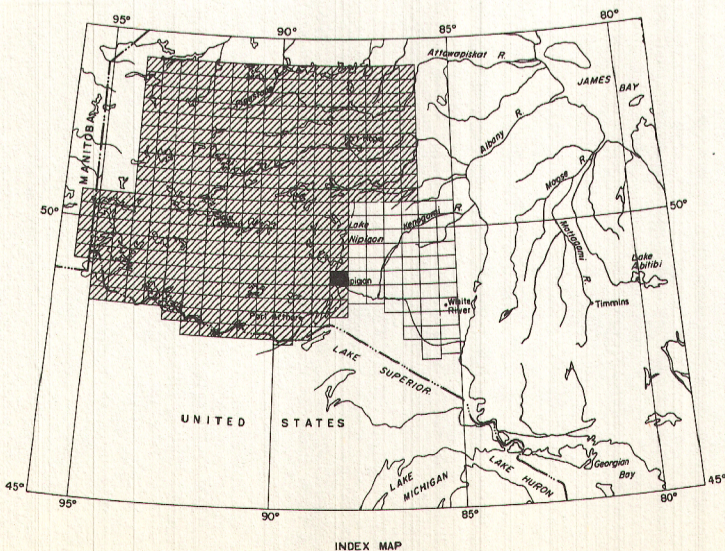 95°
90°
85°
80°
Attawapiskat R.
JAMES BAY
Albany R.
MANITOBA
Moose R.
50°
50°
Kenogami R.
Lake Nipigon
Mattagami R.
Lake Abitibi
pigon
White River
Timmins
Port Arthur
LAKE SUPERIOR
UNITED STATES
LAKE MICHIGAN
LAKE HURON
Georgian Bay
45°
45°
95°
90°
85°
80°
INDEX MAP